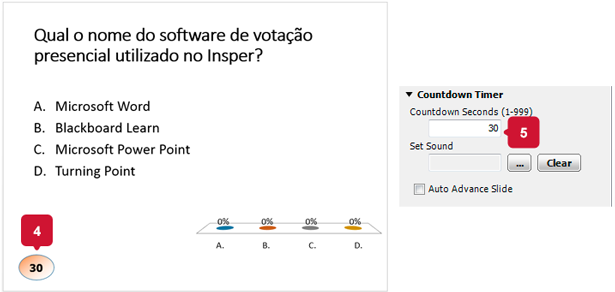 Qual o nome do software de votação
presencial utilizado no Insper?
A. Microsoft Word
B. Blackboard Learn
C. Microsoft Power Point
D. Turning Point
4
30
0% 0% 0% 0%
A. B. C. D.
Countdown Timer
Countdown Seconds (1-999)
30
5
Set Sound
... Clear
Auto Advance Slide